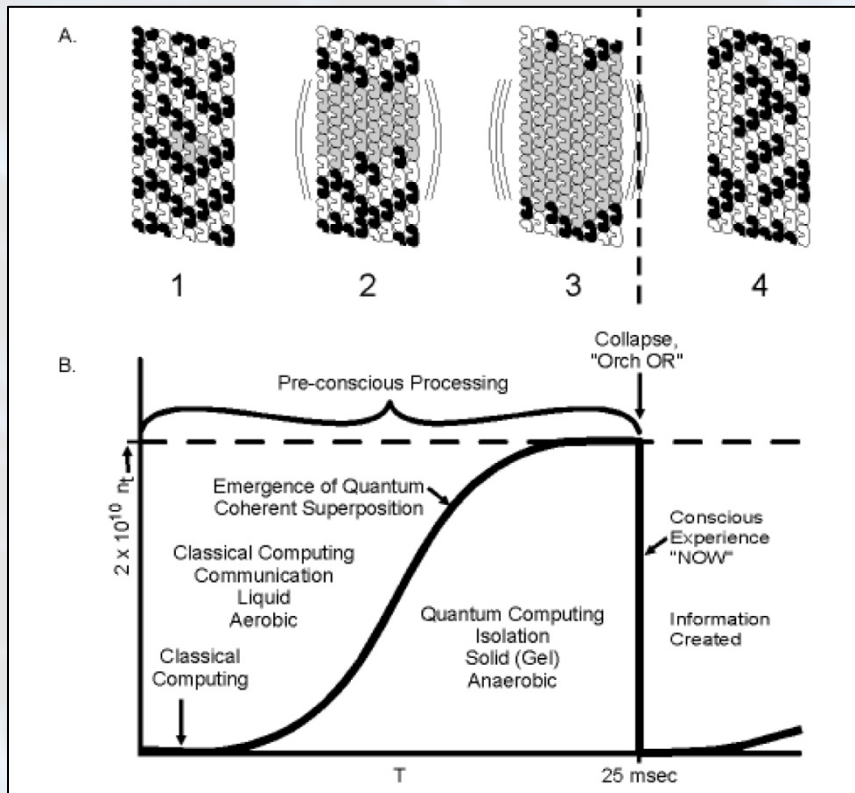 A.
1
2
3
4
Collapse,
"Orch OR"
B.
Pre-conscious Processing
2 x 10¹⁰ nₜ
Emergence of Quantum
Coherent Superposition
Classical Computing
Communication
Liquid
Aerobic
Classical
Computing
Quantum Computing
Isolation
Solid (Gel)
Anaerobic
Conscious
Experience
"NOW"
Information
Created
T
25 msec